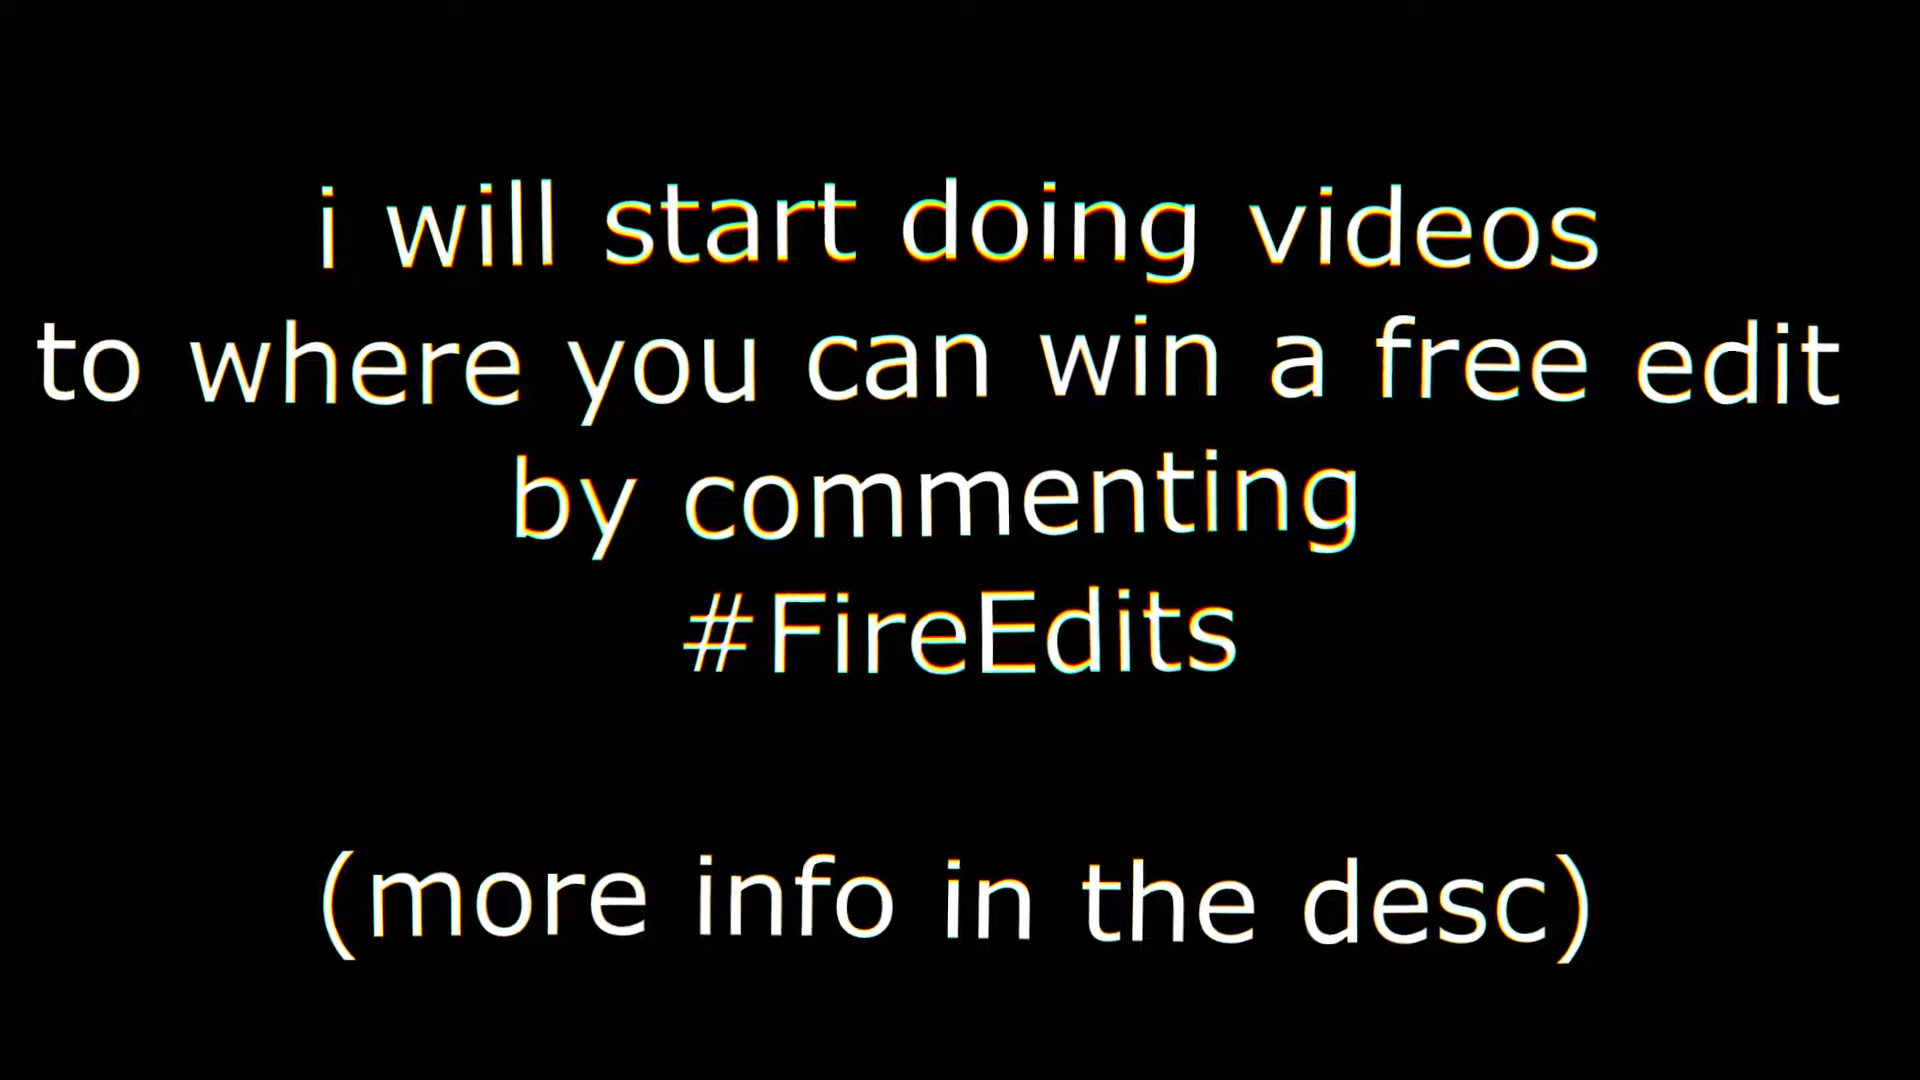 i will start doing videos
to where you can win a free edit
by commenting
#FireEdits
(more info in the desc)